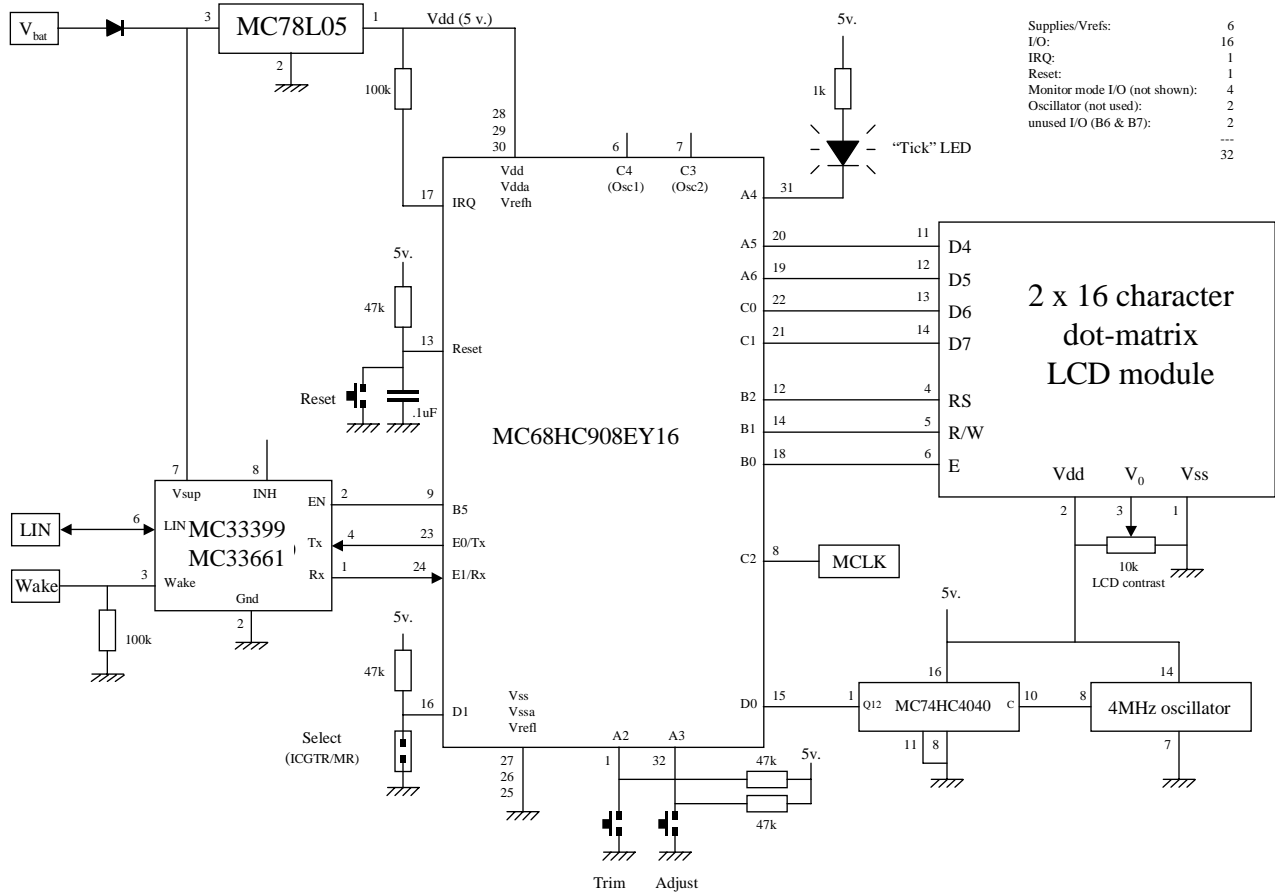 Vbat
3
MC78L05
1
Vdd (5 v.)
2
100k
28
29
30
Vdd
Vdda
Vrefh
17
IRQ
6
C4
(Osc1)
7
C3
(Osc2)
5v.
1k
“Tick” LED
A4
31
Supplies/Vrefs: 6
I/O: 16
IRQ: 1
Reset: 1
Monitor mode I/O (not shown): 4
Oscillator (not used): 2
unused I/O (B6 & B7): 2
---
32
A5 20 11 D4
A6 19 12 D5
C0 22 13 D6
C1 21 14 D7
B2 12 4 RS
B1 14 5 R/W
B0 18 6 E
2 x 16 character
dot-matrix
LCD module
Vdd V0 Vss
2 3 1
10k
LCD contrast
5v.
47k
13
Reset
Reset
.1uF
MC68HC908EY16
7 8
Vsup INH
EN 2 9 B5
LIN 6 LIN
MC33399
MC33661
Tx 4 23 E0/Tx
Rx 1 24 E1/Rx
Wake 3 Wake
Gnd
2
100k
C2 8 MCLK
5v.
47k
16 D1
Select
(ICGTR/MR)
Vss
Vssa
Vrefl
27
26
25
A2 A3
1 32
47k
5v.
47k
Trim Adjust
D0 15 1 Q12 MC74HC4040 C 10 8 4MHz oscillator
5v.
16
14
11 8
7